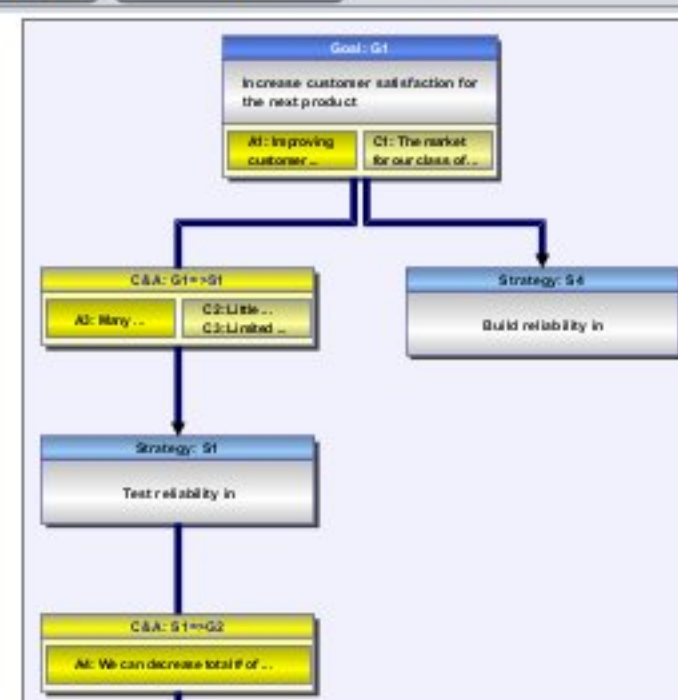 Goal: G1
Increase customer satisfaction for
the next product
A1: Improving
customer ...
C1: The market
for our class of...
C&A: G1=>S1
A3: Many ...
C2: Little ...
C3: Limited ...
Strategy: S4
Build reliability in
Strategy: S1
Test reliability in
C&A: S1=>G2
A4: We can decrease total # of ...